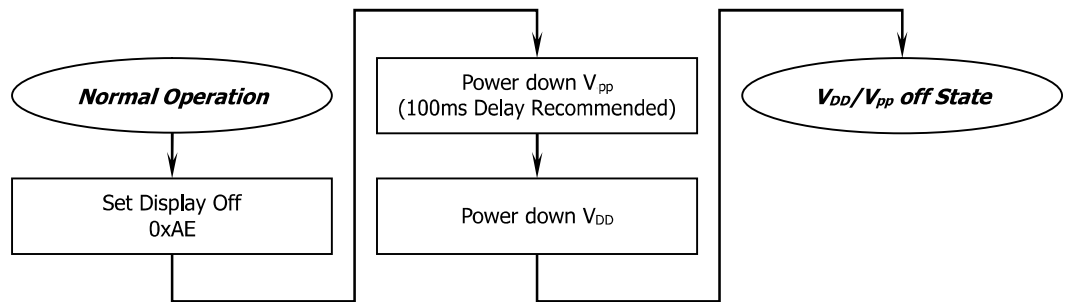 Normal Operation
Set Display Off
0xAE
Power down Vpp
(100ms Delay Recommended)
Power down VDD
VDD/Vpp off State